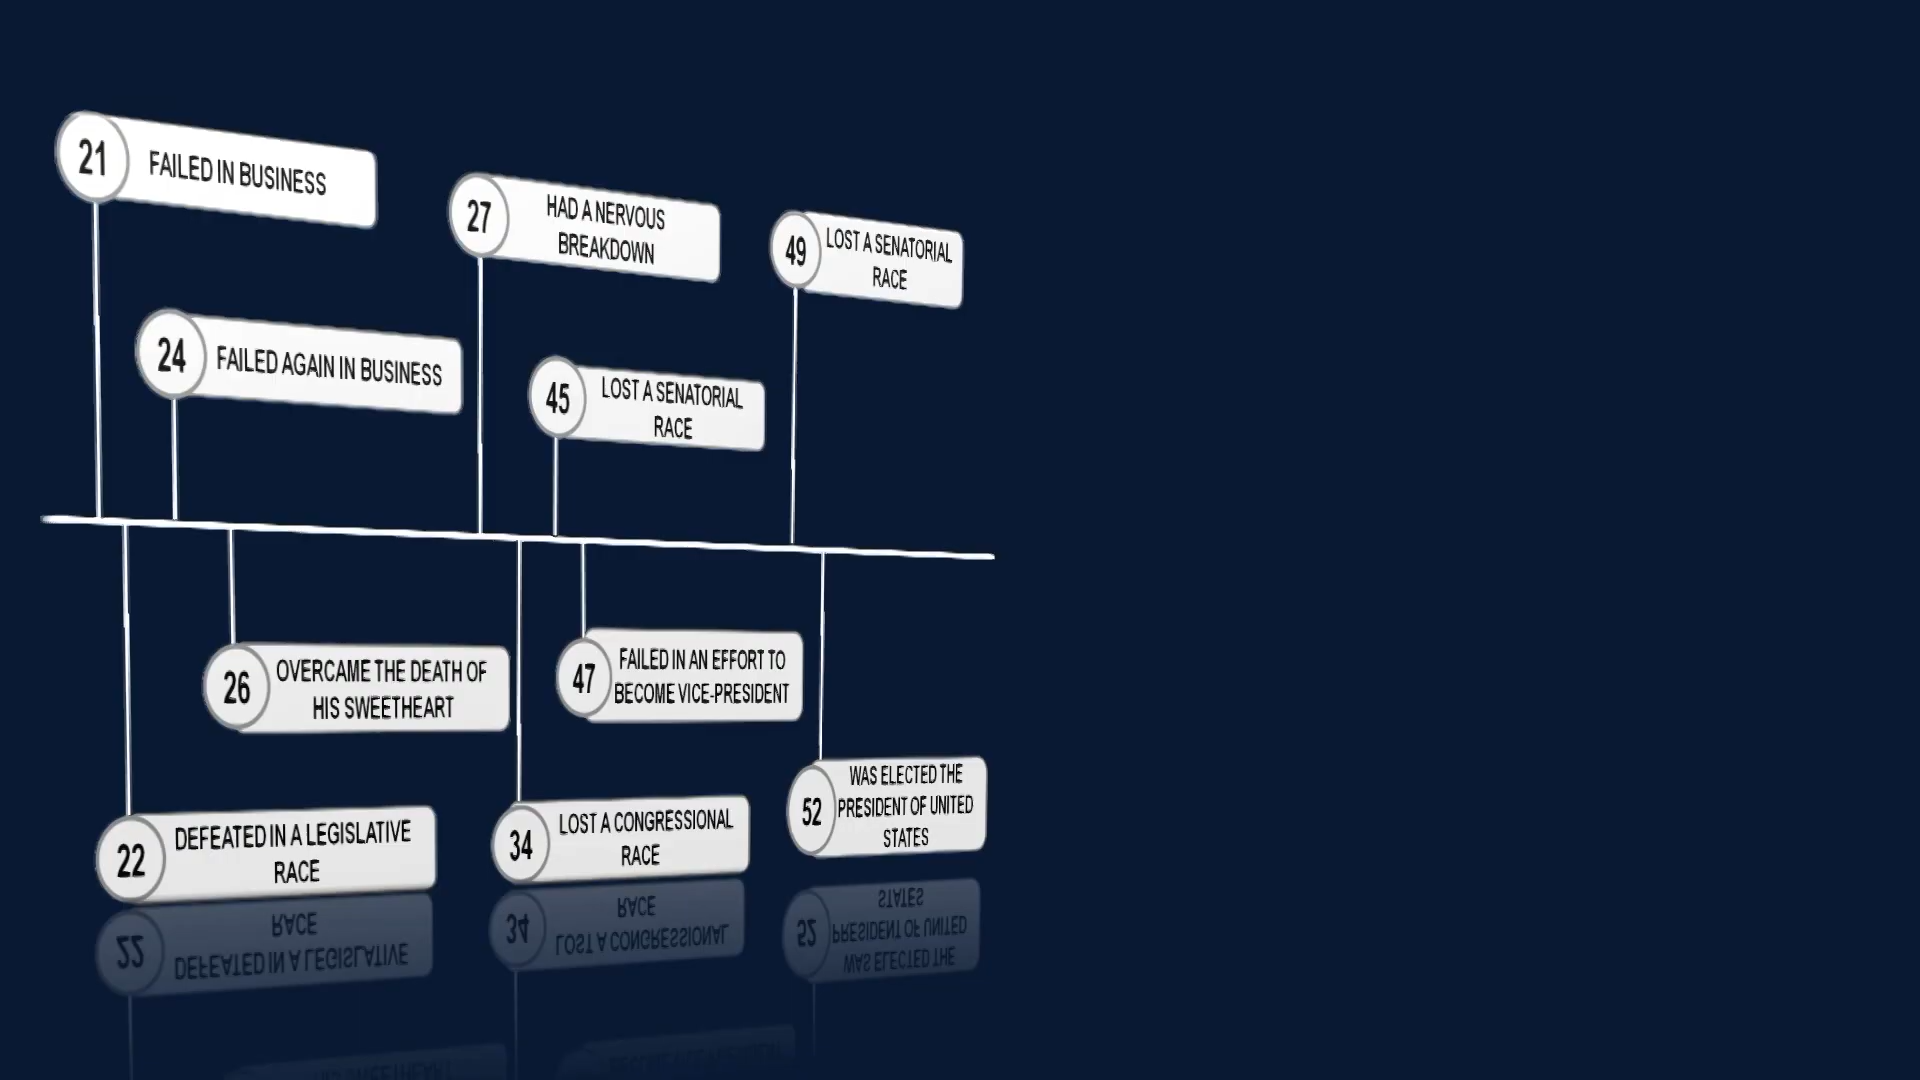 21
FAILED IN BUSINESS
27
HAD A NERVOUS
BREAKDOWN
49
LOST A SENATORIAL
RACE
24
FAILED AGAIN IN BUSINESS
45
LOST A SENATORIAL
RACE
26
OVERCAME THE DEATH OF
HIS SWEETHEART
47
FAILED IN AN EFFORT TO
BECOME VICE-PRESIDENT
22
DEFEATED IN A LEGISLATIVE
RACE
34
LOST A CONGRESSIONAL
RACE
52
WAS ELECTED THE
PRESIDENT OF UNITED
STATES